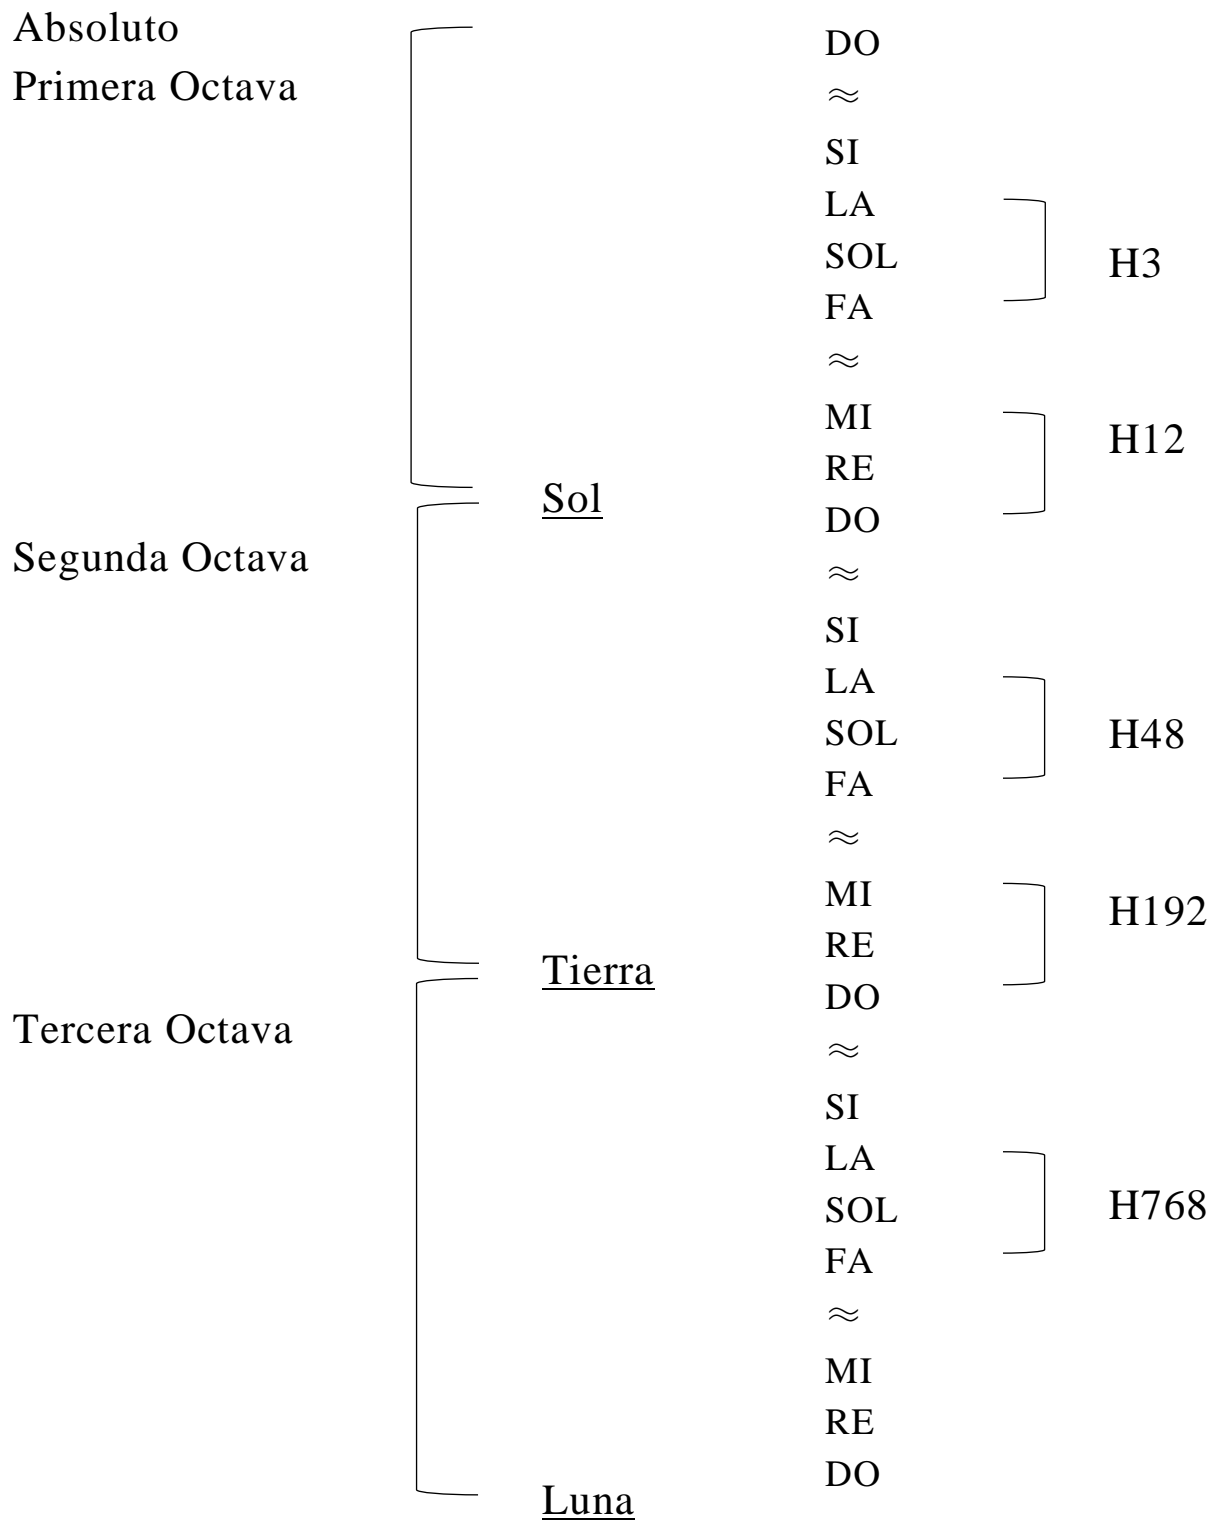 Absoluto
DO
Primera Octava
≈
SI
LA
SOL
H3
FA
≈
MI
H12
RE
Sol
DO
Segunda Octava
≈
SI
LA
SOL
H48
FA
≈
MI
H192
RE
Tierra
DO
Tercera Octava
≈
SI
LA
SOL
H768
FA
≈
MI
RE
DO
Luna